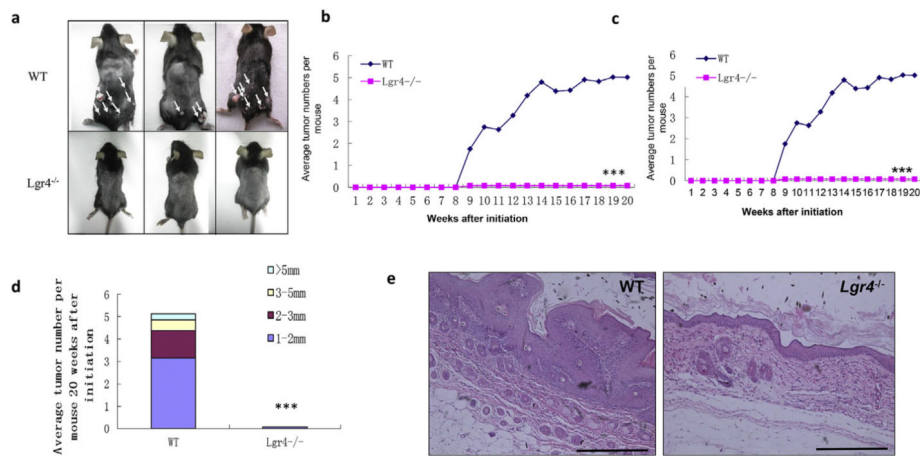 a
WT
Lgr4-/-
b
Average tumor numbers per
mouse
6
5
4
3
2
1
0
WT
Lgr4-/-
***
1 2 3 4 5 6 7 8 9 10 11 12 13 14 15 16 17 18 19 20
Weeks after initiation
c
Average tumor numbers per
mouse
6
5
4
3
2
1
0
WT
Lgr4-/-
***
1 2 3 4 5 6 7 8 9 10 11 12 13 14 15 16 17 18 19 20
Weeks after initiation
d
Average tumor number per
mouse 20 weeks after
initiation
6
5
4
3
2
1
0
>5mm
3-5mm
2-3mm
1-2mm
***
WT
Lgr4-/-
e
WT
Lgr4-/-